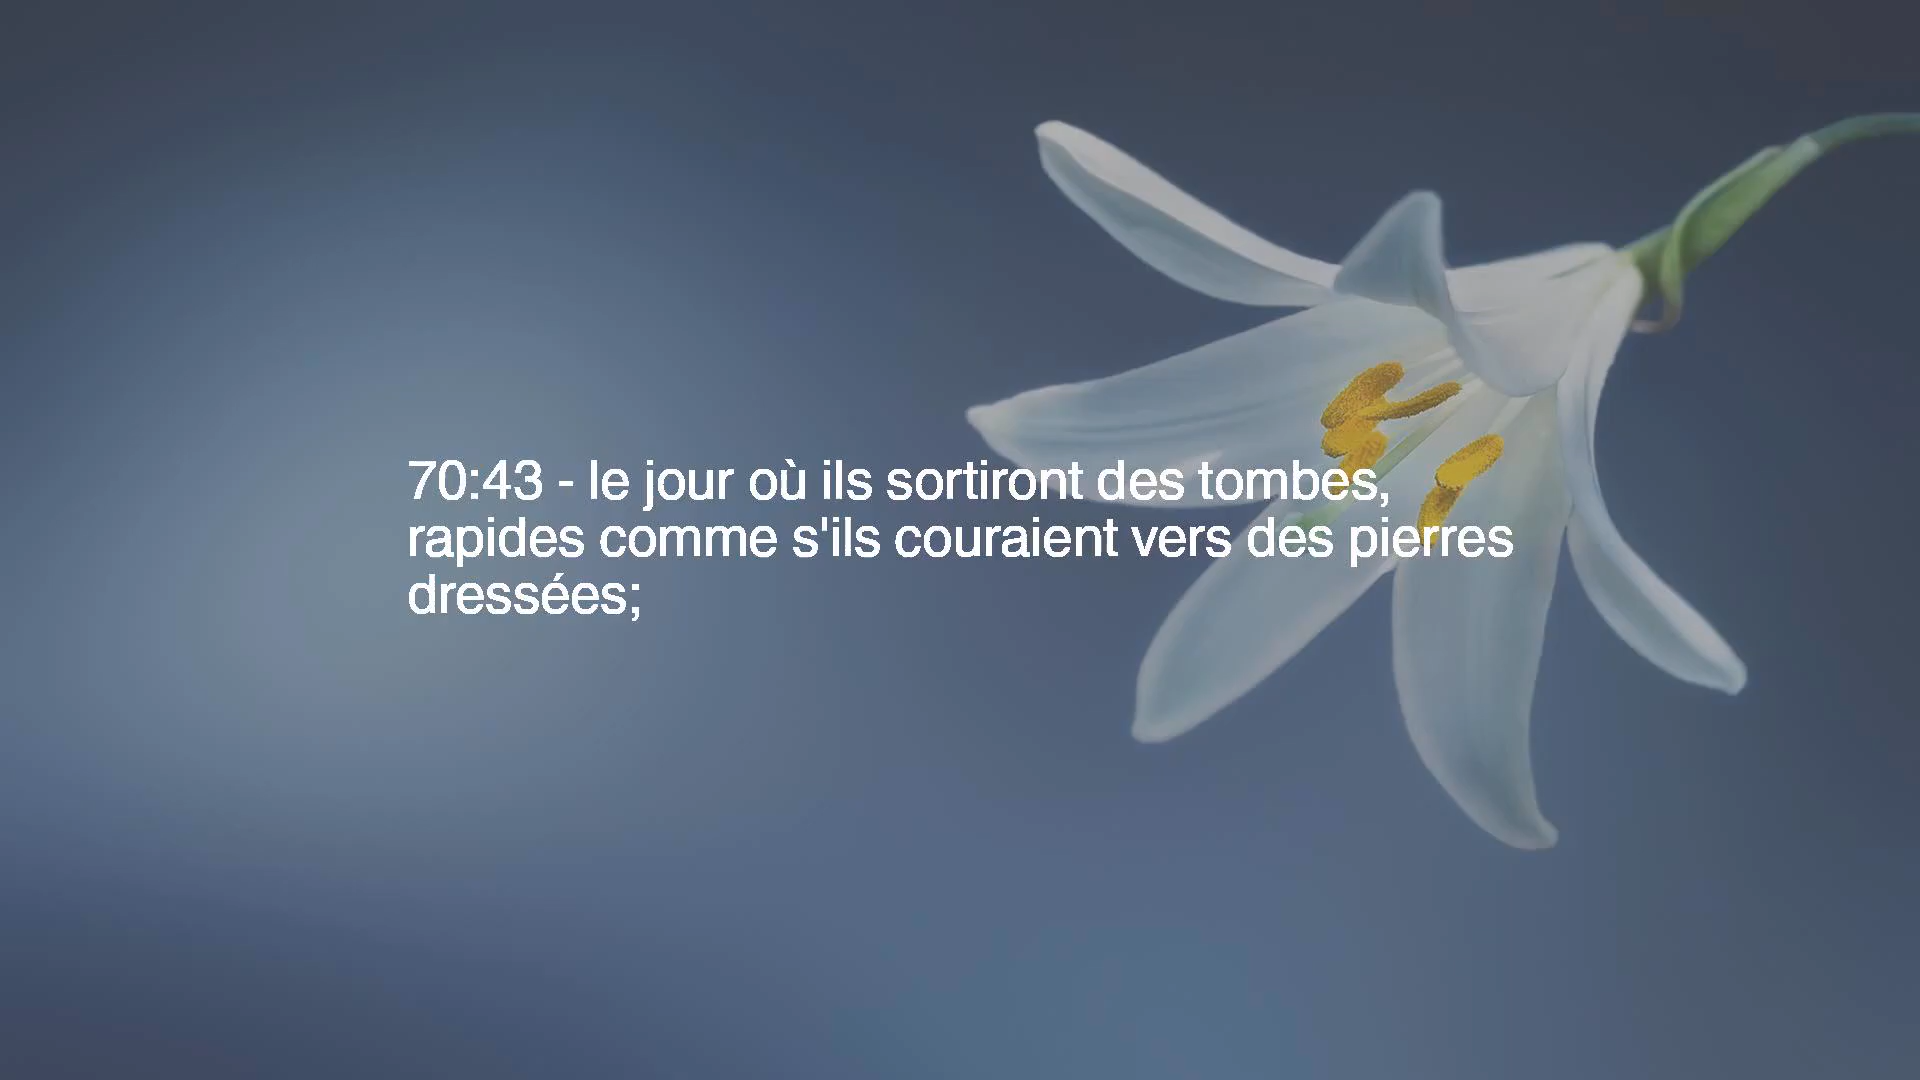 70:43 - le jour où ils sortiront des tombes,
rapides comme s'ils couraient vers des pierres
dressées;